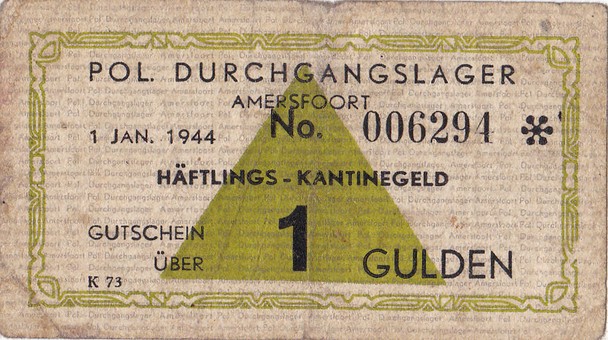 POL. DURCHGANGSLAGER
AMERSFOORT
1 JAN. 1944 No. 006294 *
HÄFTLINGS - KANTINEGELD
GUTSCHEIN ÜBER 1 GULDEN
K 73